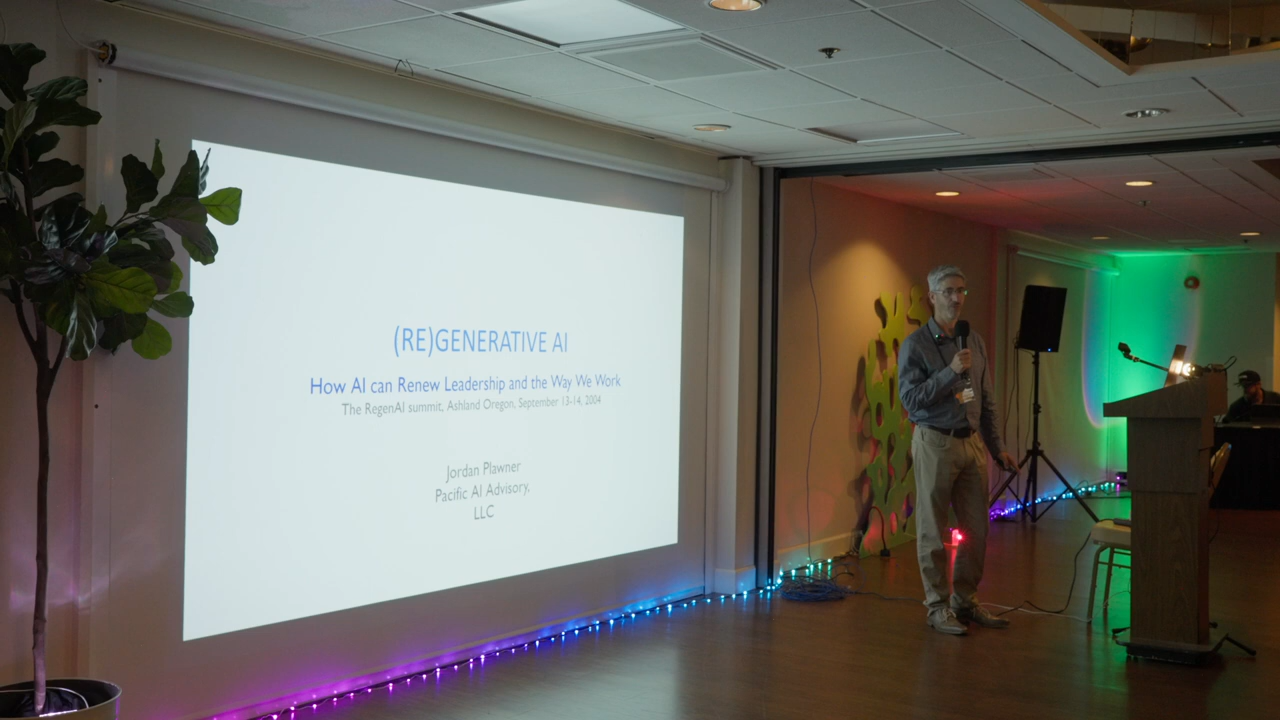 (RE)GENERATIVE AI
How AI can Renew Leadership and the Way We Work
The RegenAI summit, Ashland Oregon. September 13-14, 2004
Jordan Plawner
Pacific AI Advisory,
LLC